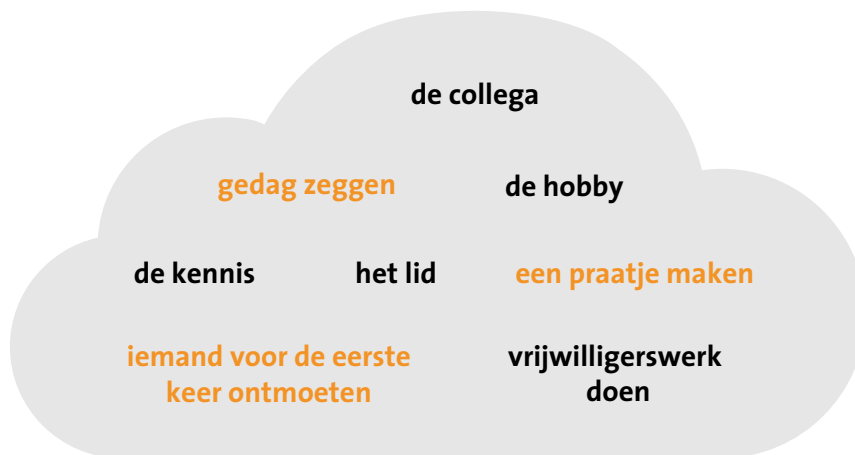 de collega
gedag zeggen
de hobby
de kennis
het lid
een praatje maken
iemand voor de eerste
keer ontmoeten
vrijwilligerswerk
doen